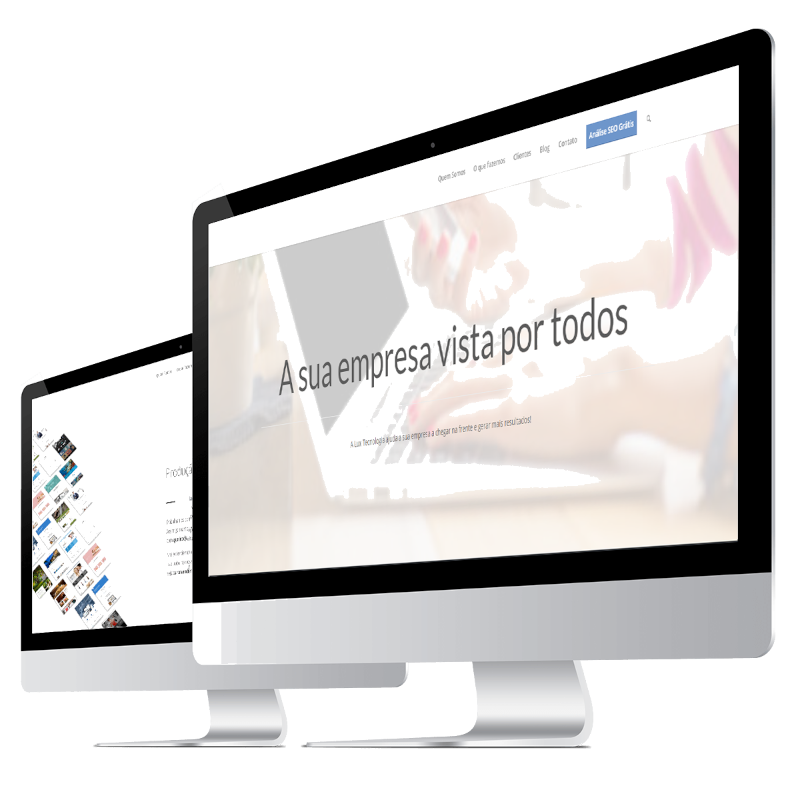 Quem Somos O que fazemos Clientes Blog Contato Análise SEO Grátis
A sua empresa vista por todos
A Lux Tecnologia ajuda a sua empresa a chegar na frente e gerar mais resultados!
Produçã